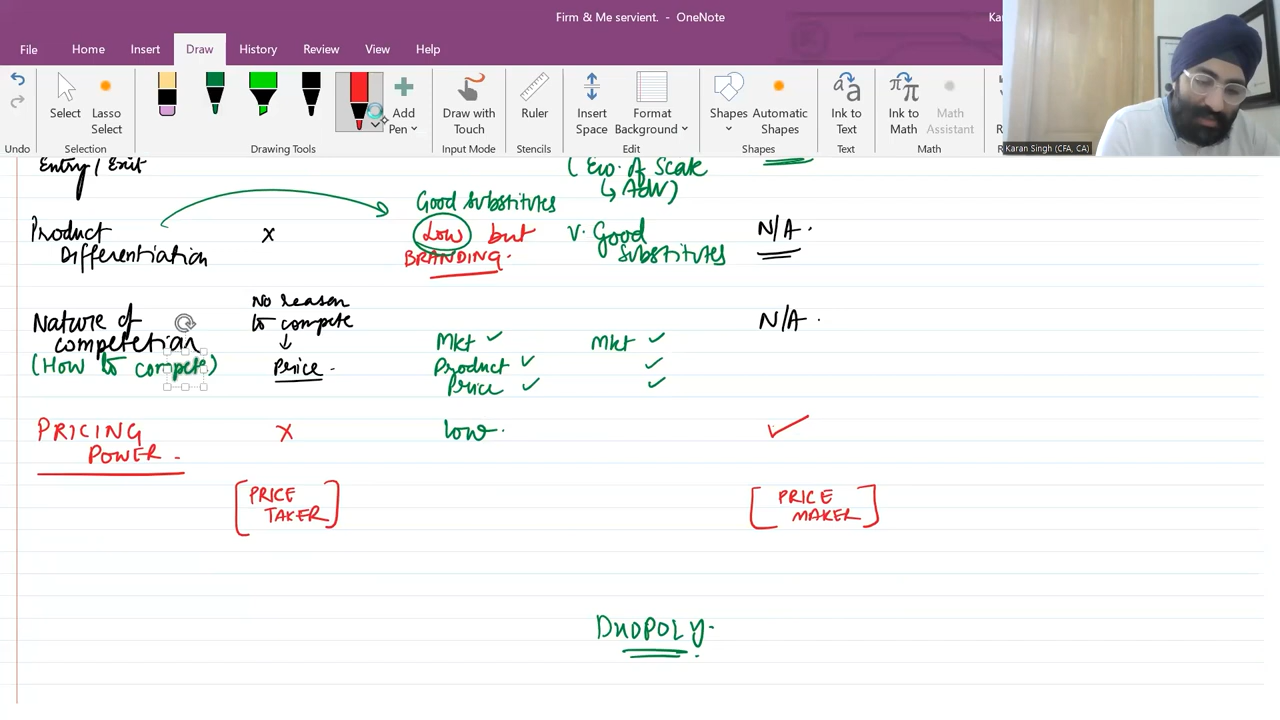 Firm & Me servient. - OneNote
Kar
File Home Insert Draw History Review View Help
Select
Lasso Select
Add Pen
Draw with Touch
Ruler
Insert Space
Format Background
Shapes
Automatic Shapes
Ink to Text
Ink to Math
Math Assistant
Undo Selection Drawing Tools Input Mode Stencils Edit Shapes Text Math
Karan Singh (CFA, CA)
Entry / Exit
(Eco. of Scale
↳ AdV)
Good Substitutes
Product Differentiation
x
Low but
BRANDING.
V. Good
substitutes
N/A.
Nature of
competetian
(How to compete)
No reason
to compete
↓
Price.
Mkt ✓
Product ✓
Price ✓
Mkt ✓
✓
✓
N/A.
PRICING
POWER.
x
Low.
✓
[PRICE
TAKER]
[PRICE
MAKER]
DUOPOLY.